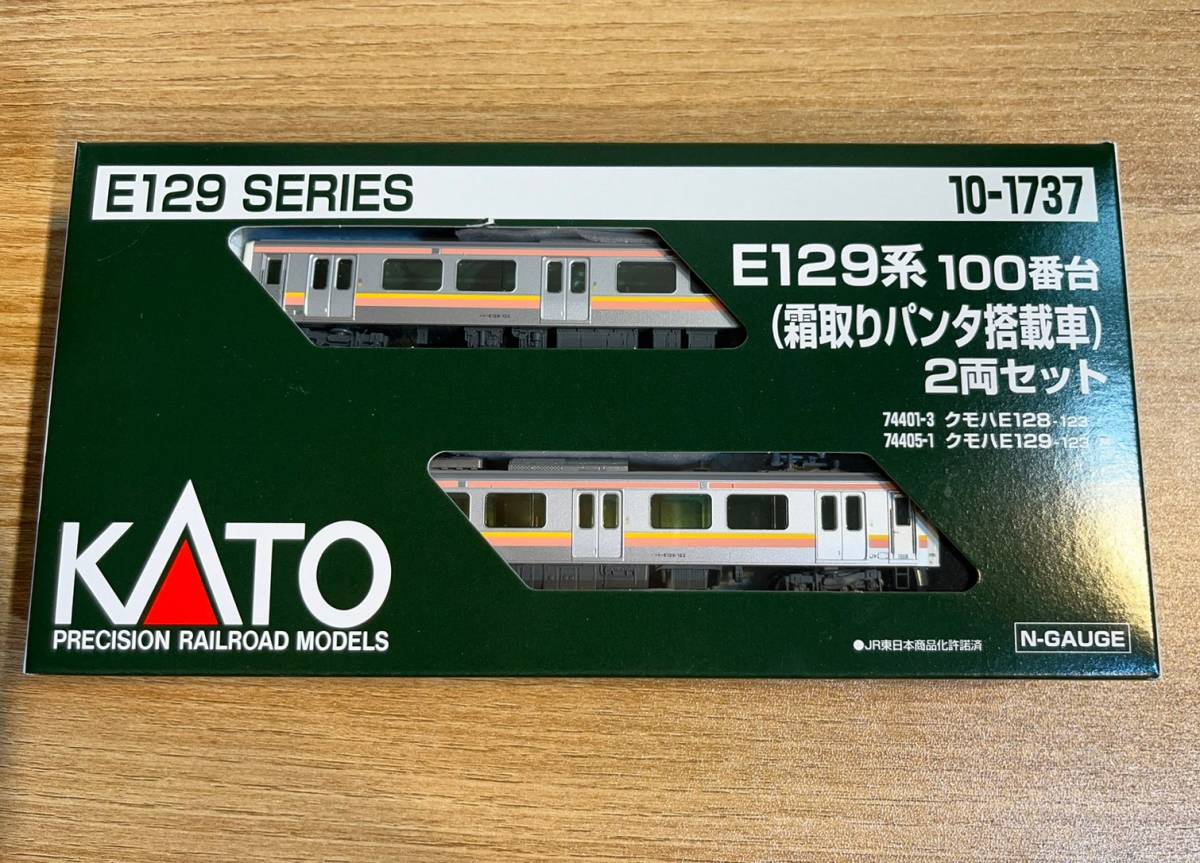 E129 SERIES
10-1737
E129系 100番台
(霜取りパンタ搭載車)
2両セット
74401-3 クモハE128-123
74405-1 クモハE129-123
KATO
PRECISION RAILROAD MODELS
●JR東日本商品化許諾済
N-GAUGE